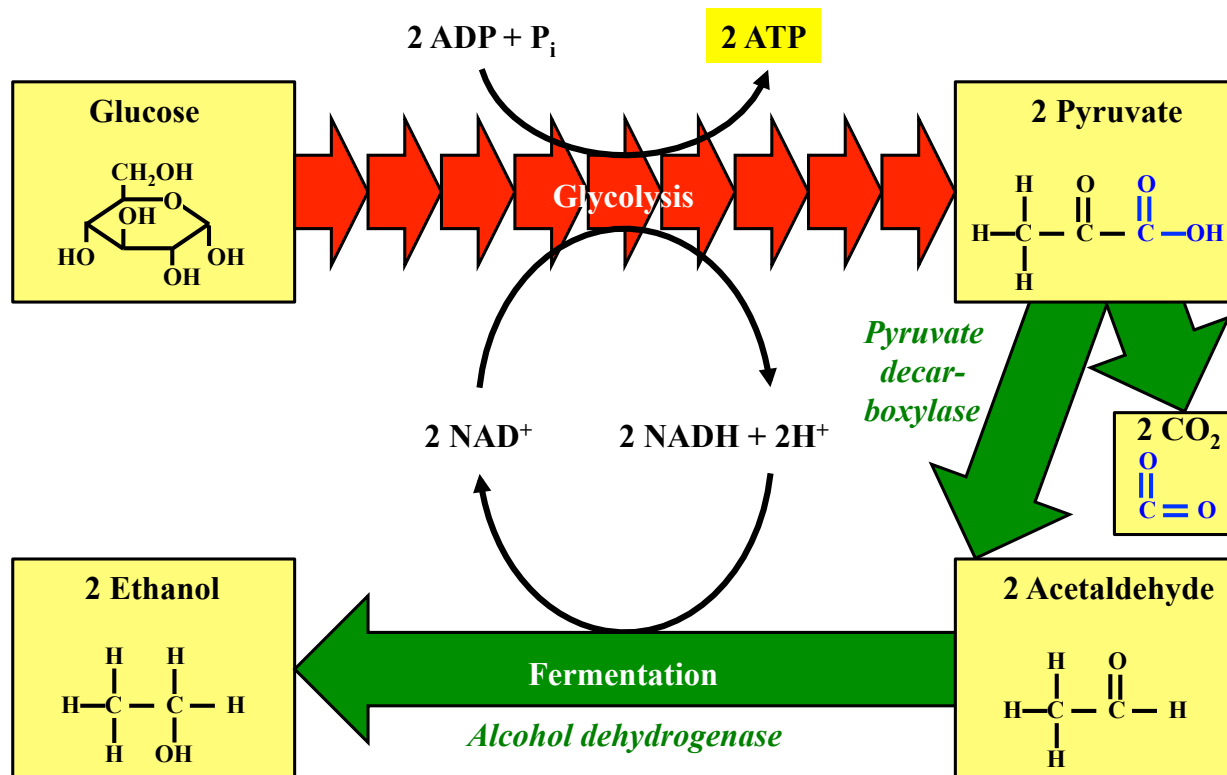 2 ADP + Pᵢ
2 ATP
Glucose
CH₂OH
O
OH
HO
OH
OH
Glycolysis
2 Pyruvate
H O O
H C C C OH
H
Pyruvate
decar-
boxylase
2 NAD⁺
2 NADH + 2H⁺
2 CO₂
O
C O
2 Ethanol
H H
H C C H
H OH
Fermentation
Alcohol dehydrogenase
2 Acetaldehyde
H O
H C C H
H